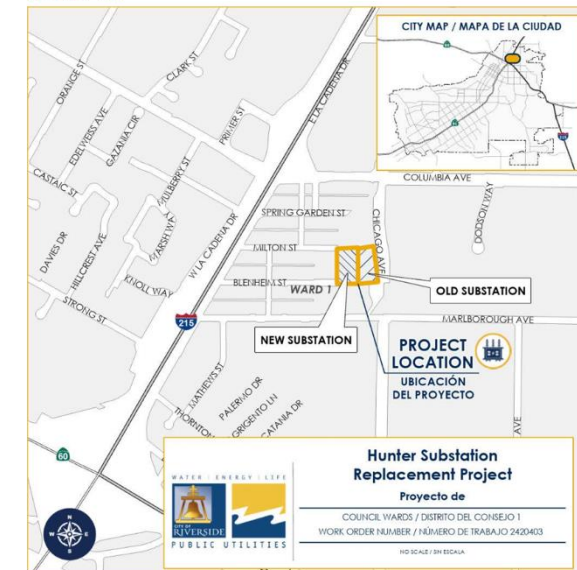 CITY MAP / MAPA DE LA CIUDAD
ORANGE ST
CLARK ST
EDELWEISS AVE
GAZANIA CIR
PRIMER ST
E LA CADENA DR
CASTAIC ST
MULBERRY ST
COLUMBIA AVE
SPRING GARDEN ST
CHICAGO AVE
DODSON WAY
DAVIES DR
HILLCREST AVE
MARSH WAY
W LA CADENA DR
MILTON ST
KNOLL WAY
BLENHEIM ST
WARD 1
OLD SUBSTATION
STRONG ST
215
NEW SUBSTATION
MARLBOROUGH AVE
PROJECT
LOCATION
UBICACIÓN
DEL PROYECTO
MATHEWS ST
PALERMO DR
GRIGENTO LN
CATANIA DR
THORNTON
AVE
60
WATER | ENERGY | LIFE
CITY OF
RIVERSIDE
PUBLIC UTILITIES
Hunter Substation
Replacement Project
Proyecto de
COUNCIL WARDS / DISTRITO DEL CONSEJO 1
WORK ORDER NUMBER / NÚMERO DE TRABAJO 2420403
NO SCALE / SIN ESCALA
N
W
E
S